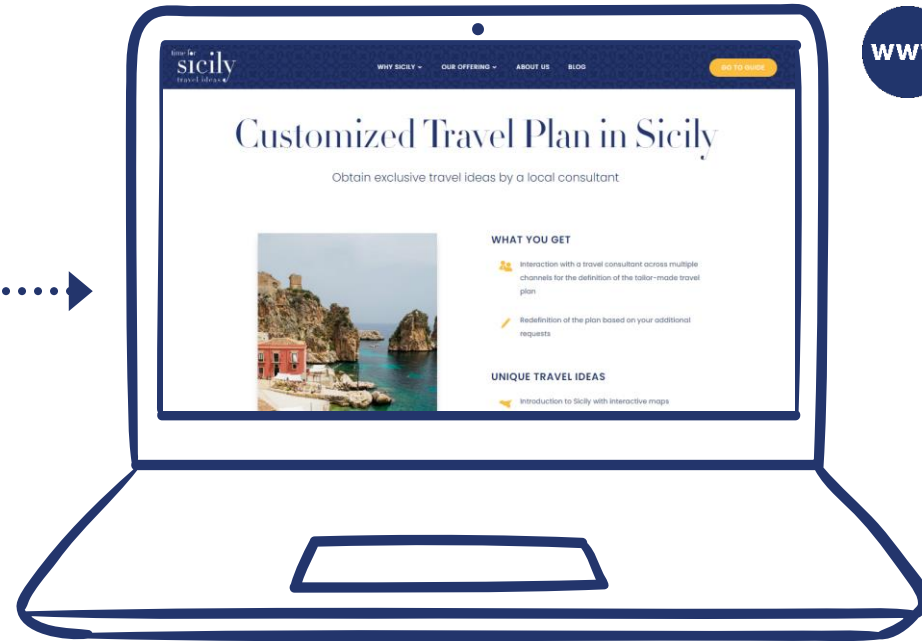 time for
sicily
travel ideas
WHY SICILY
OUR OFFERING
ABOUT US
BLOG
GO TO GUIDE
Customized Travel Plan in Sicily
Obtain exclusive travel ideas by a local consultant
WHAT YOU GET
Interaction with a travel consultant across multiple
channels for the definition of the tailor-made travel
plan
Redefinition of the plan based on your additional
requests
UNIQUE TRAVEL IDEAS
Introduction to Sicily with interactive maps